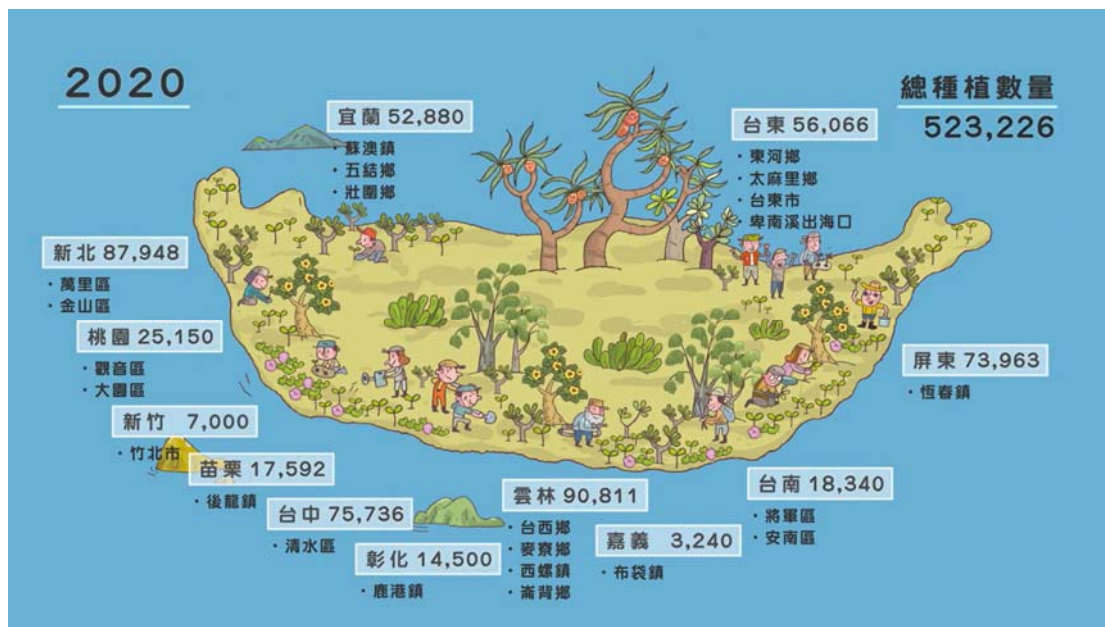 2020
總種植數量
523,226
宜蘭 52,880
・蘇澳鎮
・五結鄉
・壯圍鄉
台東 56,066
・東河鄉
・太麻里鄉
・台東市
・卑南溪出海口
新北 87,948
・萬里區
・金山區
桃園 25,150
・觀音區
・大園區
新竹 7,000
・竹北市
苗栗 17,592
・後龍鎮
台中 75,736
・清水區
彰化 14,500
・鹿港鎮
雲林 90,811
・台西鄉
・麥寮鄉
・西螺鎮
・崙背鄉
嘉義 3,240
・布袋鎮
台南 18,340
・將軍區
・安南區
屏東 73,963
・恆春鎮